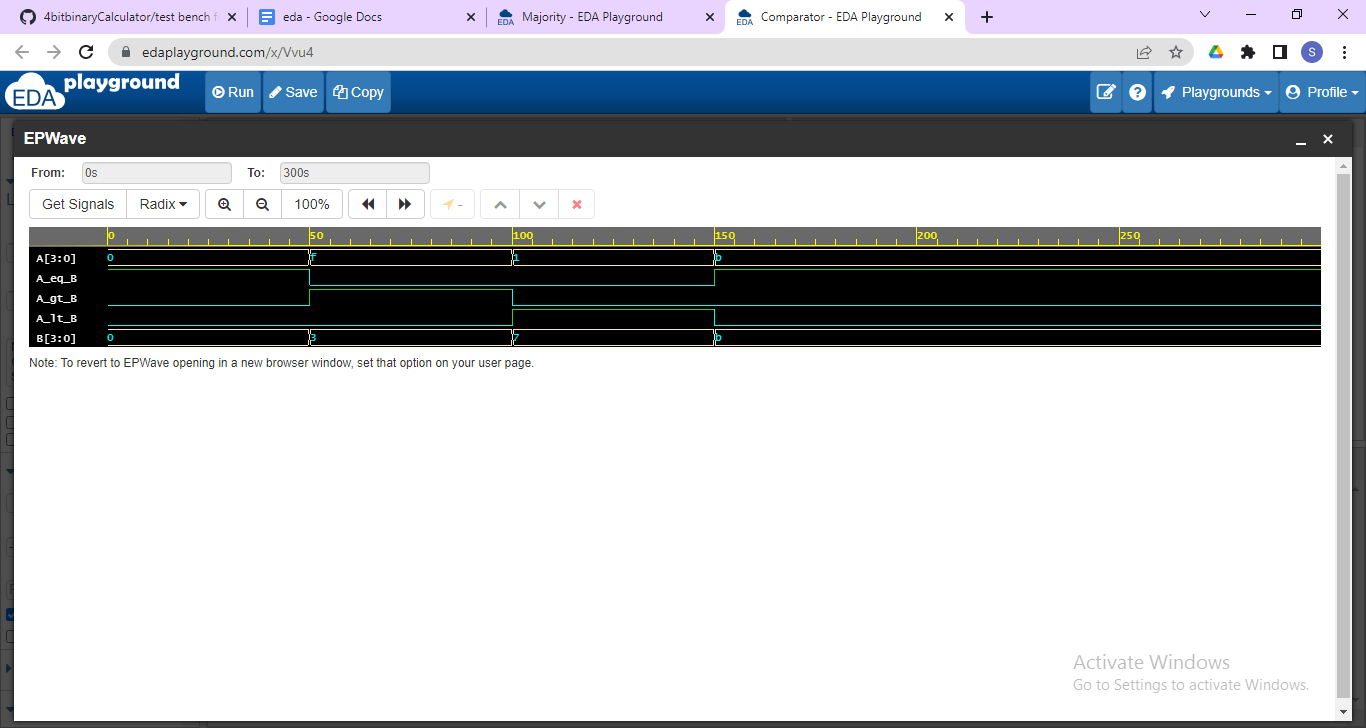 4bitbinaryCalculator/test bench f
eda - Google Docs
Majority - EDA Playground
Comparator - EDA Playground
edaplayground.com/x/Vvu4
S
EDA playground
Run
Save
Copy
Playgrounds
Profile
EPWave
From:
0s
To:
300s
Get Signals
Radix
100%
-
0
50
100
150
200
250
A[3:0]
0
f
1
b
A_eq_B
A_gt_B
A_lt_B
B[3:0]
0
3
7
b
Note: To revert to EPWave opening in a new browser window, set that option on your user page.
Activate Windows
Go to Settings to activate Windows.